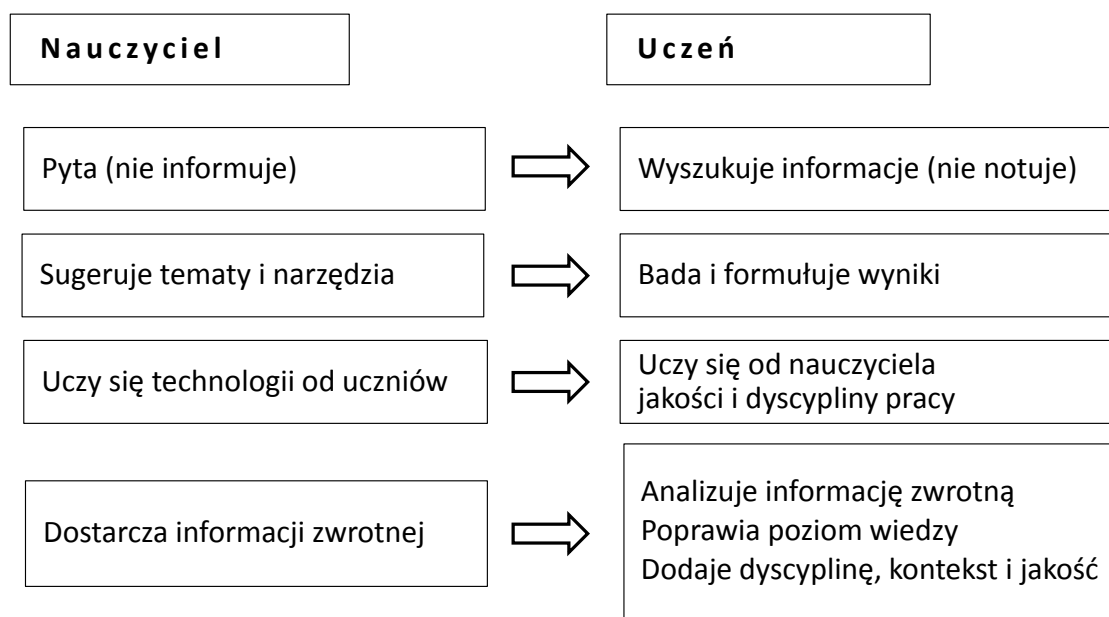 Nauczyciel
Uczeń
Pyta (nie informuje)
Wyszukuje informacje (nie notuje)
Sugeruje tematy i narzędzia
Bada i formułuje wyniki
Uczy się technologii od uczniów
Uczy się od nauczyciela
jakości i dyscypliny pracy
Dostarcza informacji zwrotnej
Analizuje informację zwrotną
Poprawia poziom wiedzy
Dodaje dyscyplinę, kontekst i jakość